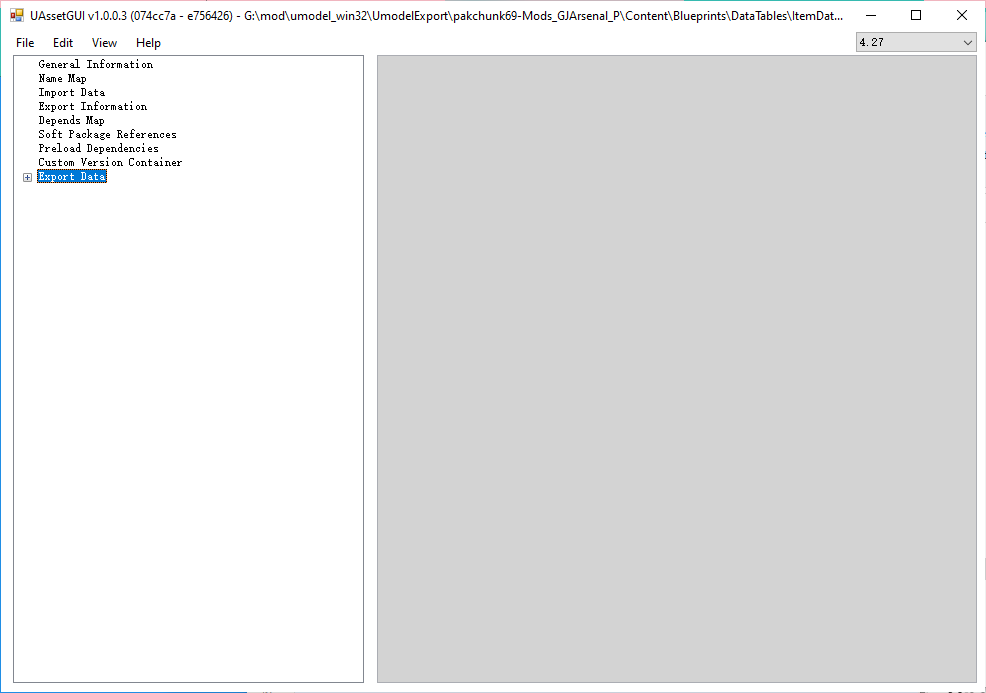 UAssetGUI v1.0.0.3 (074cc7a - e756426) - G:\mod\umodel_win32\UmodelExport\pakchunk69-Mods_GJArsenal_P\Content\Blueprints\DataTables\ItemDat...
File Edit View Help
4.27
General Information
Name Map
Import Data
Export Information
Depends Map
Soft Package References
Preload Dependencies
Custom Version Container
Export Data